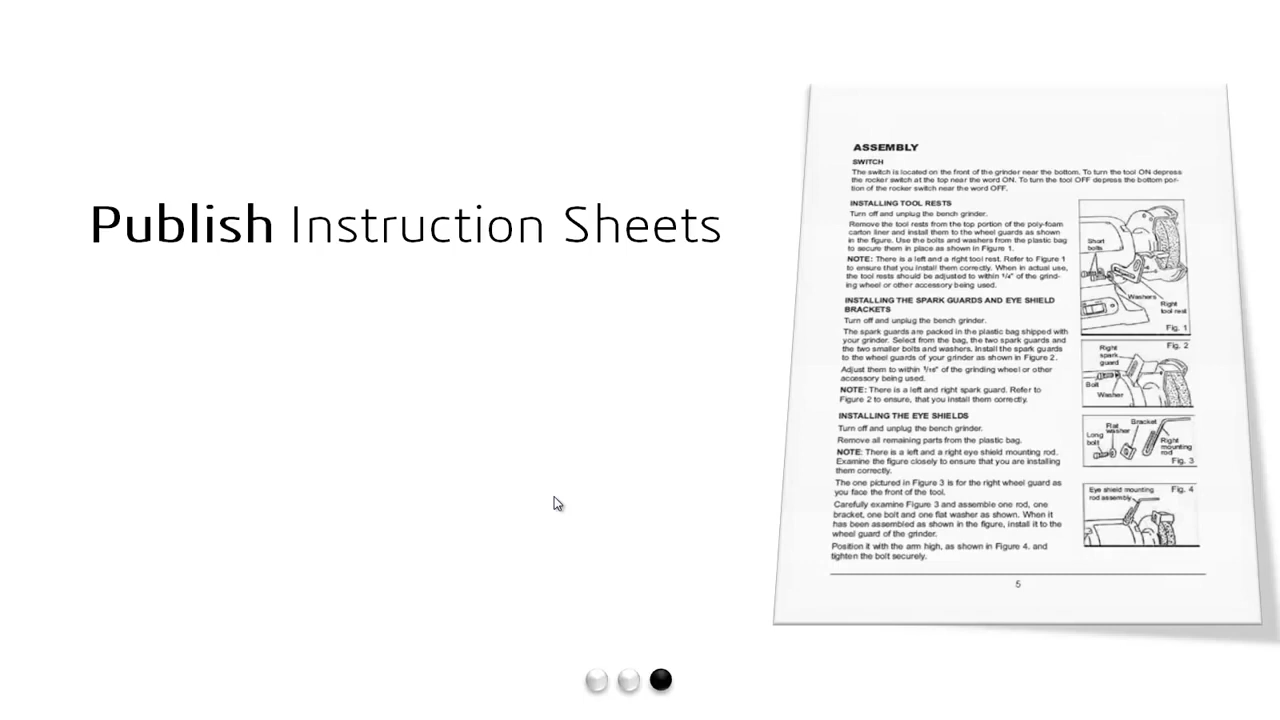 Publish Instruction Sheets
ASSEMBLY
SWITCH
The switch is located on the front of the grinder near the bottom. To turn the tool ON depress
the rocker switch at the top near the word ON. To turn the tool OFF depress the bottom por-
tion of the rocker switch near the word OFF.
INSTALLING TOOL RESTS
Turn off and unplug the bench grinder.
Remove the tool rests from the top portion of the poly-foam
carton liner and install them to the wheel guards as shown
in the figure. Use the bolts and washers from the plastic bag
to secure them in place as shown in Figure 1.
NOTE: There is a left and a right tool rest. Refer to Figure 1
to ensure that you install them correctly. When in actual use,
the tool rests should be adjusted to within 1/4" of the grind-
ing wheel or other accessory being used.
INSTALLING THE SPARK GUARDS AND EYE SHIELD
BRACKETS
Turn off and unplug the bench grinder.
The spark guards are packed in the plastic bag shipped with
your grinder. Select from the bag, the two spark guards and
the two smaller bolts and washers. Install the spark guards
to the wheel guards of your grinder as shown in Figure 2.
Adjust them to within 1/16" of the grinding wheel or other
accessory being used.
NOTE: There is a left and right spark guard. Refer to
Figure 2 to ensure, that you install them correctly.
INSTALLING THE EYE SHIELDS
Turn off and unplug the bench grinder.
Remove all remaining parts from the plastic bag.
NOTE: There is a left and a right eye shield mounting rod.
Examine the figure closely to ensure that you are installing
them correctly.
The one pictured in Figure 3 is for the right wheel guard as
you face the front of the tool.
Carefully examine Figure 3 and assemble one rod, one
bracket, one bolt and one flat washer as shown. When it
has been assembled as shown in the figure, install it to the
wheel guard of the grinder.
Position it with the arm high, as shown in Figure 4. and
tighten the bolt securely.
Short
bolts
Washers
Right
tool rest
Fig. 1
Right
spark
guard
Fig. 2
Bolt
Washer
Long
bolt
Flat
washer
Bracket
Right
mounting
rod
Fig. 3
Eye shield mounting
rod assembly
Fig. 4
5